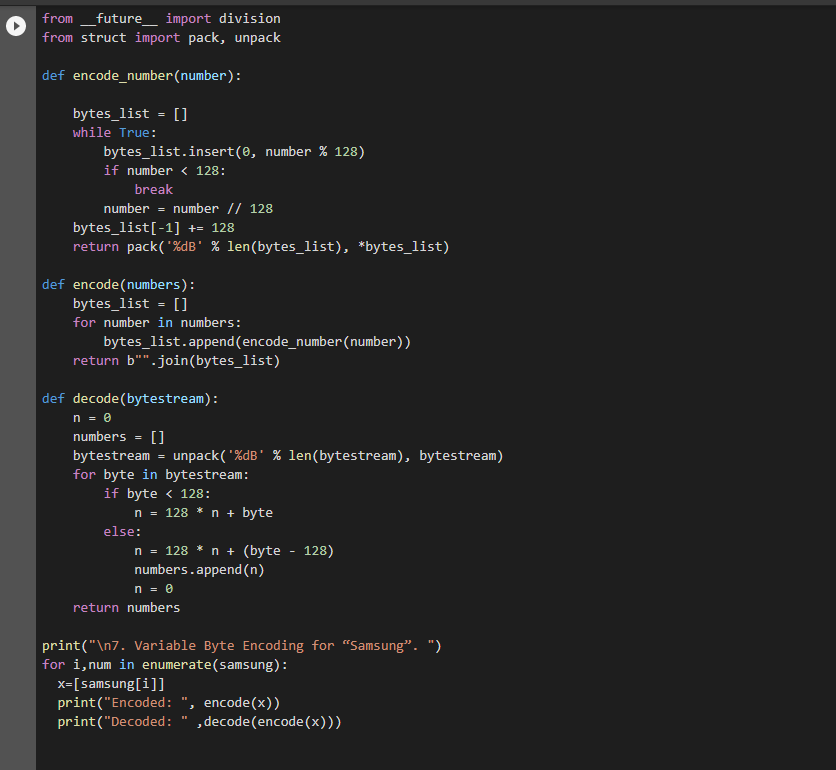 from __future__ import division
from struct import pack, unpack

def encode_number(number):

    bytes_list = []
    while True:
        bytes_list.insert(0, number % 128)
        if number < 128:
            break
        number = number // 128
    bytes_list[-1] += 128
    return pack('%dB' % len(bytes_list), *bytes_list)

def encode(numbers):
    bytes_list = []
    for number in numbers:
        bytes_list.append(encode_number(number))
    return b"".join(bytes_list)

def decode(bytestream):
    n = 0
    numbers = []
    bytestream = unpack('%dB' % len(bytestream), bytestream)
    for byte in bytestream:
        if byte < 128:
            n = 128 * n + byte
        else:
            n = 128 * n + (byte - 128)
            numbers.append(n)
            n = 0
    return numbers

print("\n7. Variable Byte Encoding for “Samsung”. ")
for i,num in enumerate(samsung):
  x=[samsung[i]]
  print("Encoded: ", encode(x))
  print("Decoded: " ,decode(encode(x)))